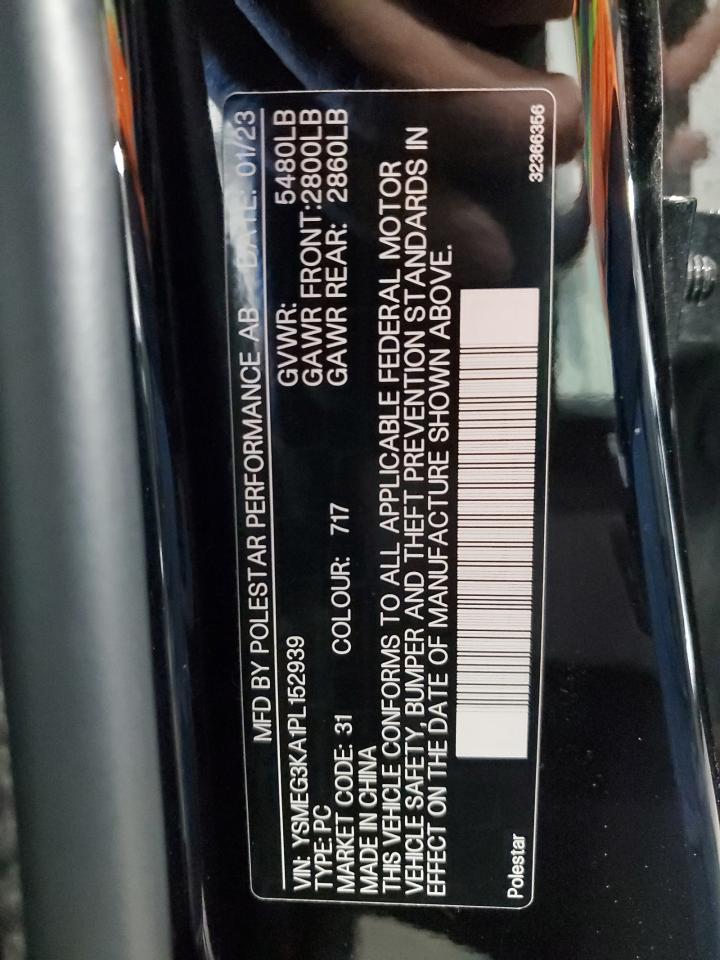 MFD BY POLESTAR PERFORMANCE AB DATE: 01/23
VIN: YSMEG3KA1PL152939 GVWR: 5480LB
TYPE: PC GAWR FRONT:2800LB
MARKET CODE: 31 COLOUR: 717 GAWR REAR: 2860LB
MADE IN CHINA
THIS VEHICLE CONFORMS TO ALL APPLICABLE FEDERAL MOTOR
VEHICLE SAFETY, BUMPER AND THEFT PREVENTION STANDARDS IN
EFFECT ON THE DATE OF MANUFACTURE SHOWN ABOVE.
Polestar 32366356